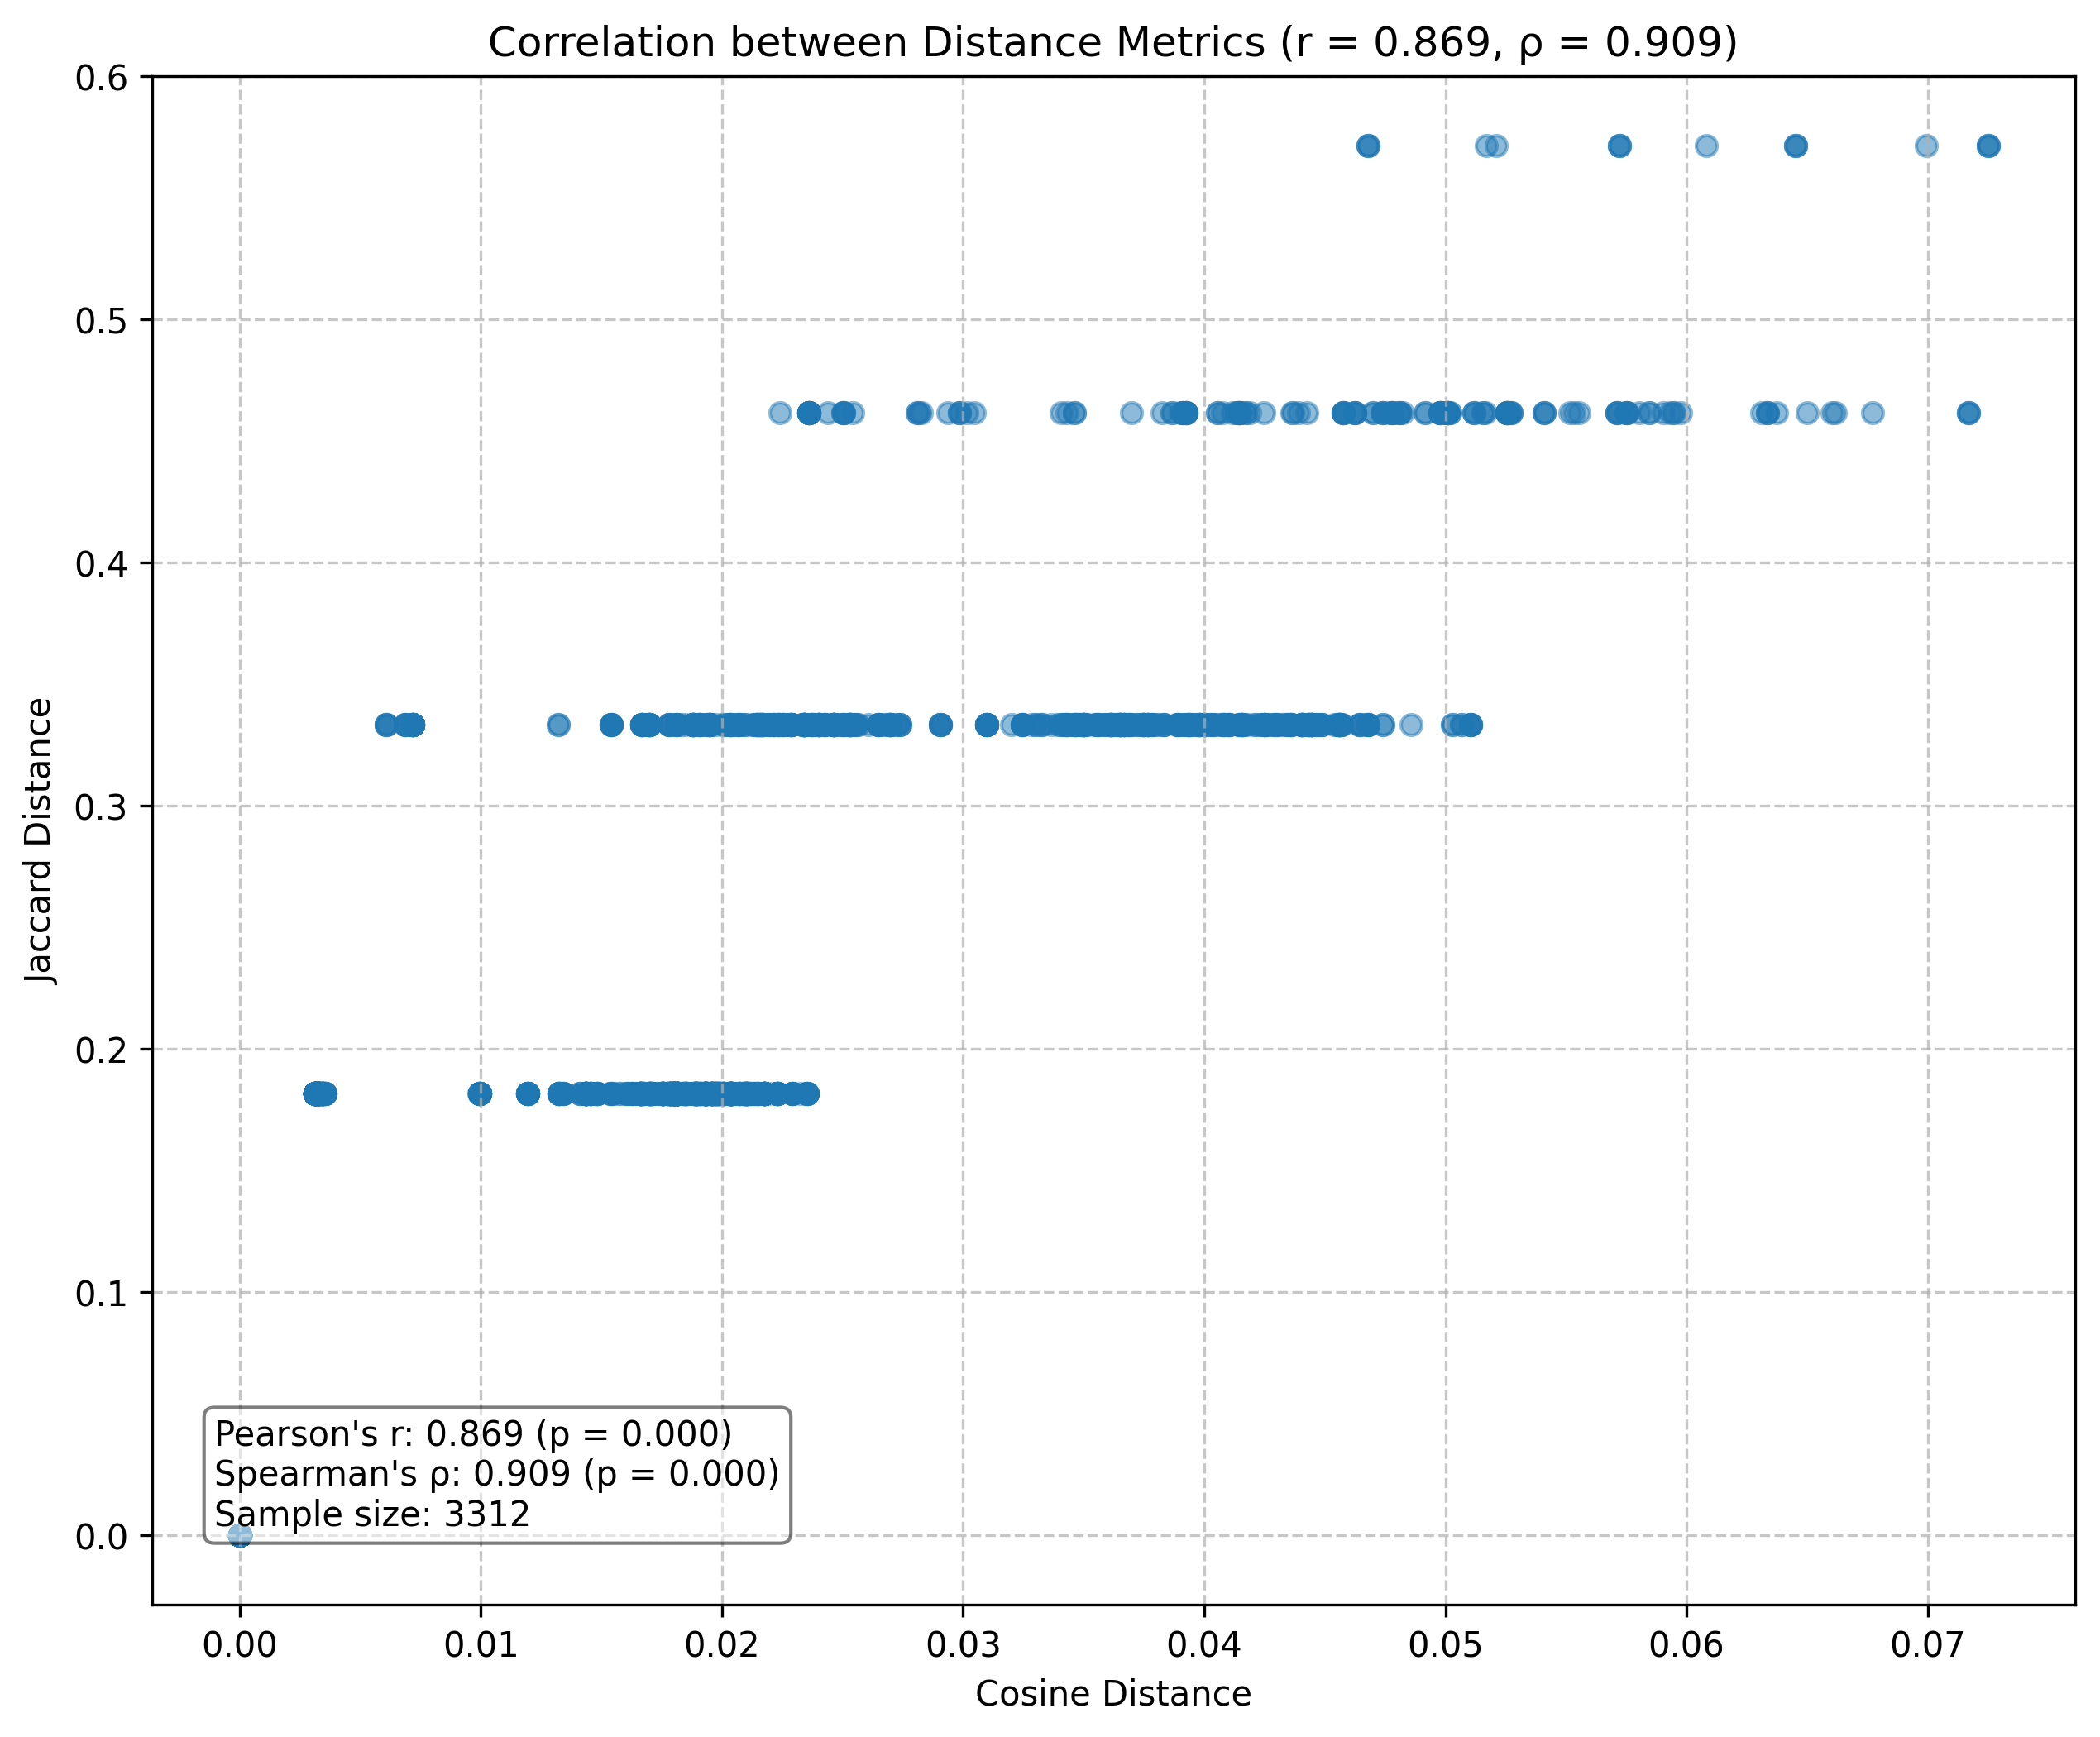 Correlation between Distance Metrics (r = 0.869, ρ = 0.909)
0.6
0.5
0.4
0.3
0.2
0.1
0.0
Jaccard Distance
Pearson's r: 0.869 (p = 0.000)
Spearman's ρ: 0.909 (p = 0.000)
Sample size: 3312
0.00 0.01 0.02 0.03 0.04 0.05 0.06 0.07
Cosine Distance